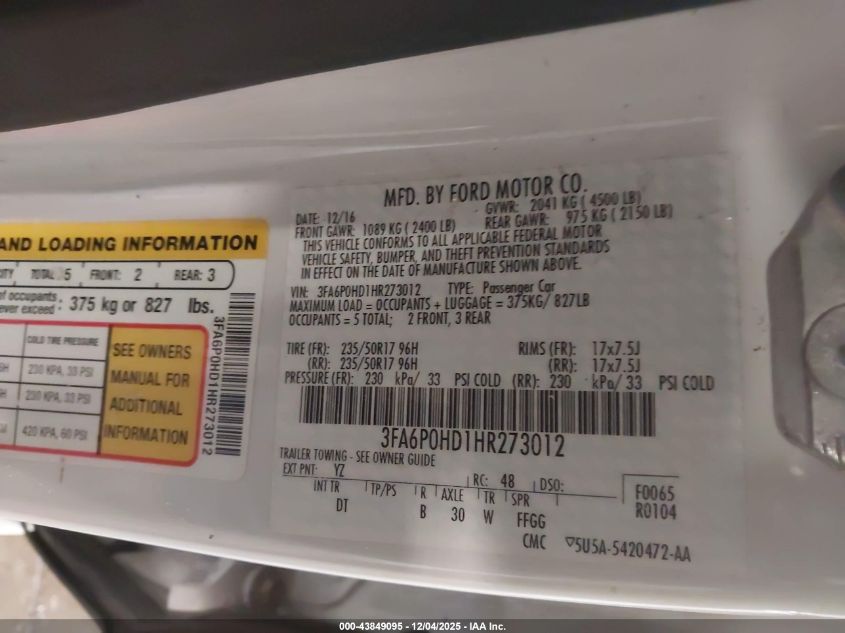 AND LOADING INFORMATION
TOTAL: 5 FRONT: 2 REAR: 3
of occupants
ever exceed : 375 kg or 827 lbs.
COLD TIRE PRESSURE
230 KPA, 33 PSI
230 KPA, 33 PSI
420 KPA, 60 PSI
SEE OWNERS
MANUAL FOR
ADDITIONAL
INFORMATION
3FA6P0HD1HR273012
MFD. BY FORD MOTOR CO.
DATE: 12/16 GVWR: 2041 KG ( 4500 LB)
FRONT GAWR: 1089 KG ( 2400 LB) REAR GAWR: 975 KG ( 2150 LB)
THIS VEHICLE CONFORMS TO ALL APPLICABLE FEDERAL MOTOR
VEHICLE SAFETY, BUMPER, AND THEFT PREVENTION STANDARDS
IN EFFECT ON THE DATE OF MANUFACTURE SHOWN ABOVE.
VIN: 3FA6P0HD1HR273012 TYPE: Passenger Car
MAXIMUM LOAD = OCCUPANTS + LUGGAGE = 375KG/ 827LB
OCCUPANTS = 5 TOTAL; 2 FRONT, 3 REAR
TIRE (FR): 235/50R17 96H RIMS (FR): 17x7.5J
(RR): 235/50R17 96H (RR): 17x7.5J
PRESSURE (FR): 230 kPa/ 33 PSI COLD (RR): 230 kPa/ 33 PSI COLD
3FA6P0HD1HR273012
TRAILER TOWING - SEE OWNER GUIDE
EXT PNT: YZ RC: 48 DSO:
INT TR TP/PS R AXLE TR SPR
DT B 30 W FFGG
F0065
R0104
CMC ▽5U5A-5420472-AA
000-43849095 - 12/04/2025 - IAA Inc.